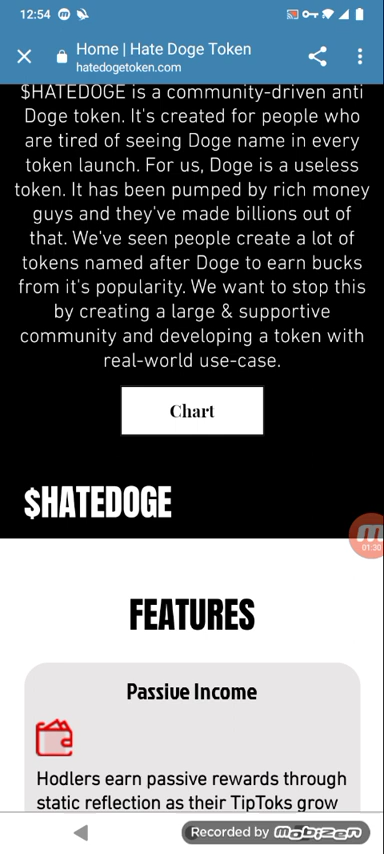 12:54
Home | Hate Doge Token
hatedogetoken.com
$HATEDOGE is a community-driven anti
Doge token. It's created for people who
are tired of seeing Doge name in every
token launch. For us, Doge is a useless
token. It has been pumped by rich money
guys and they've made billions out of
that. We've seen people create a lot of
tokens named after Doge to earn bucks
from it's popularity. We want to stop this
by creating a large & supportive
community and developing a token with
real-world use-case.
Chart
$HATEDOGE
01:30
FEATURES
Passive Income
Hodlers earn passive rewards through
static reflection as their TipToks grow
Recorded by mobizen